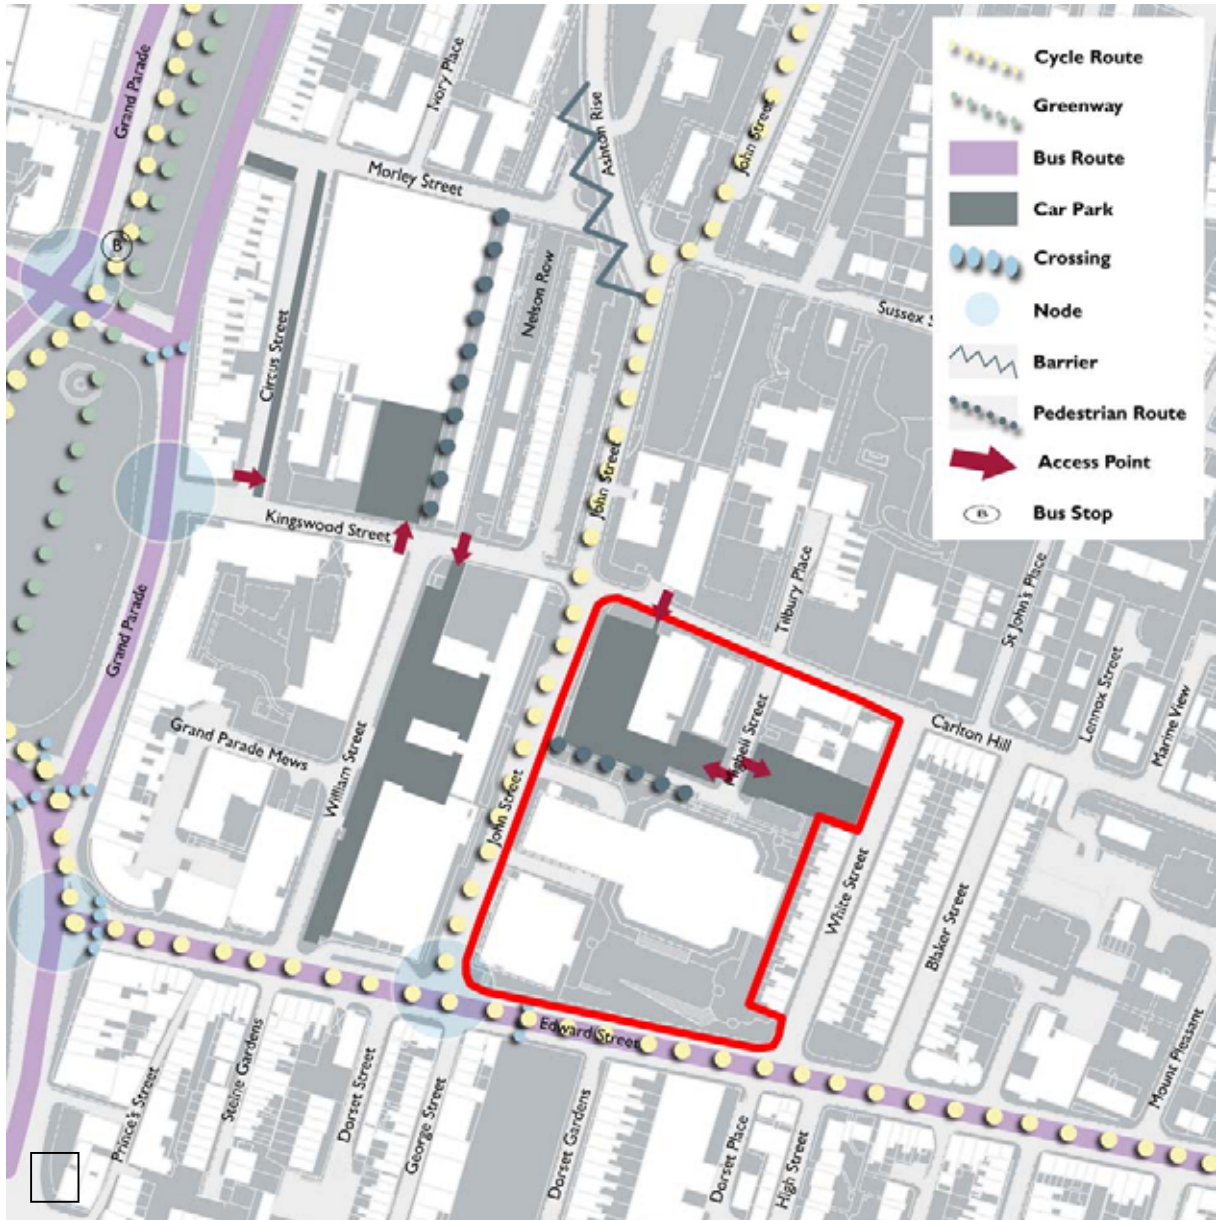 Cycle Route
Greenway
Bus Route
Car Park
Crossing
Node
Barrier
Pedestrian Route
Access Point
B Bus Stop
Grand Parade
Ivory Place
Ashton Rise
John Street
Morley Street
B
Nelson Row
Sussex S
Circus Street
John Street
Kingswood Street
Tilbury Place
St John's Place
Grand Parade
Lennox Street
Marine View
Carlton Hill
Mighell Street
Grand Parade Mews
William Street
John Street
White Street
Blaker Street
Edward Street
Mount Pleasant
Prince's Street
Steine Gardens
Dorset Street
George Street
Dorset Gardens
Dorset Place
High Street